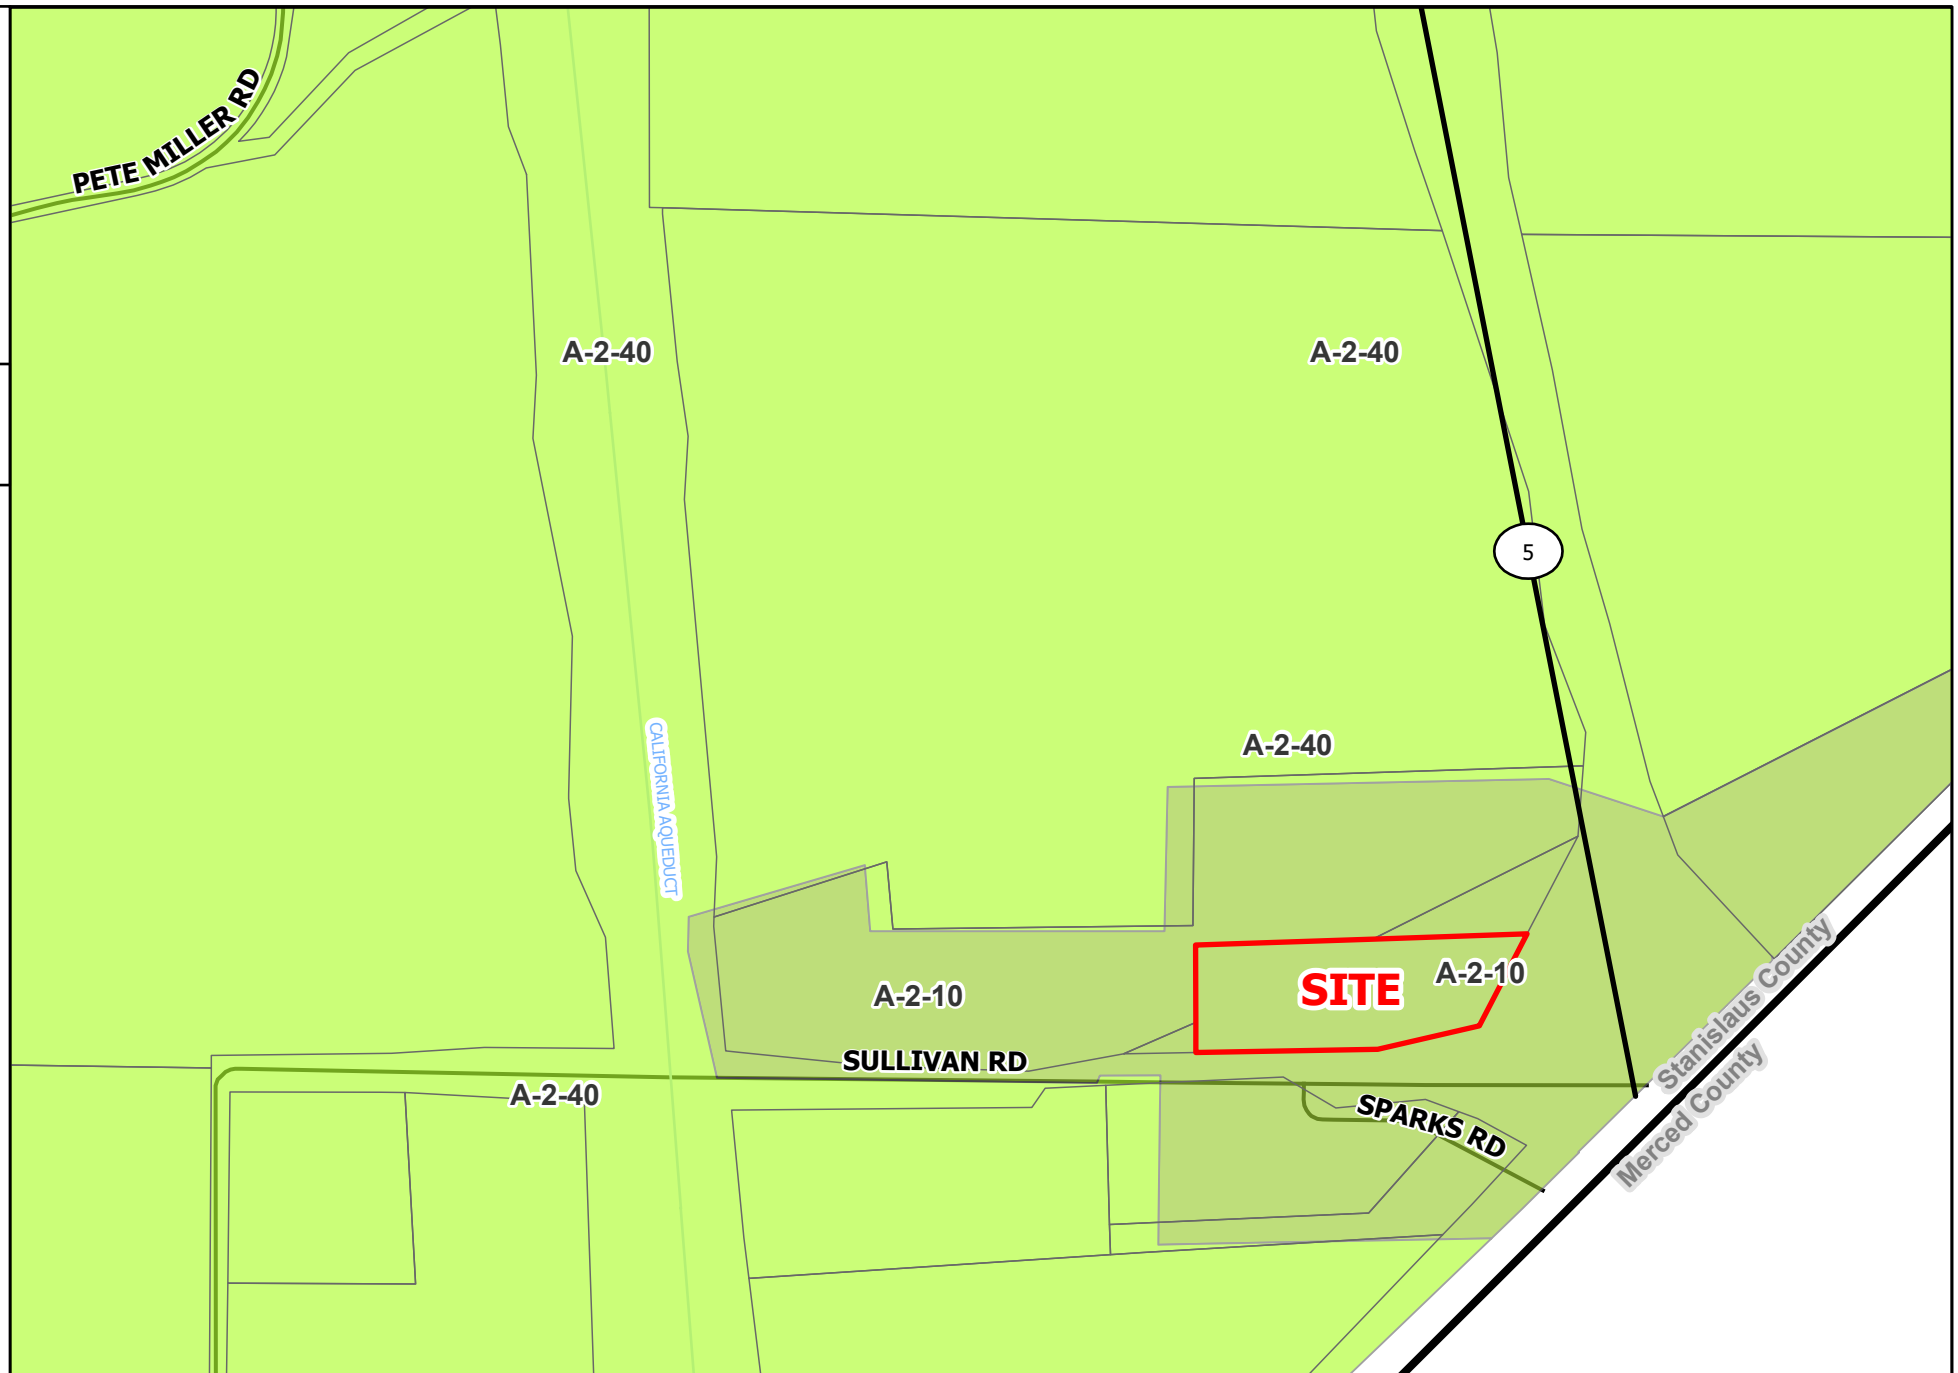 PETE MILLER RD
A-2-40
A-2-40
5
A-2-40
CALIFORNIA AQUEDUCT
A-2-10
SITE
A-2-10
Stanislaus County
Merced County
SULLIVAN RD
A-2-40
SPARKS RD